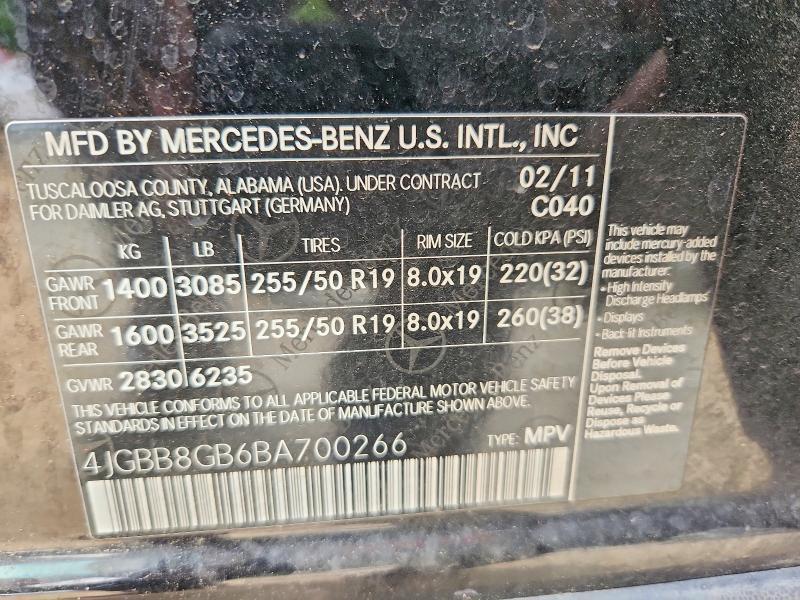 MFD BY MERCEDES-BENZ U.S. INTL., INC
TUSCALOOSA COUNTY, ALABAMA (USA). UNDER CONTRACT 02/11
FOR DAIMLER AG, STUTTGART (GERMANY) C040
KG LB TIRES RIM SIZE COLD KPA (PSI)
GAWR FRONT 1400 3085 255/50 R19 8.0x19 220(32)
GAWR REAR 1600 3525 255/50 R19 8.0x19 260(38)
GVWR 2830 6235
THIS VEHICLE CONFORMS TO ALL APPLICABLE FEDERAL MOTOR VEHICLE SAFETY
STANDARDS IN EFFECT ON THE DATE OF MANUFACTURE SHOWN ABOVE.
4JGBB8GB6BA700266 TYPE: MPV
This vehicle may
include mercury-added
devices installed by the
manufacturer:
• High Intensity
Discharge Headlamps
• Displays
• Back-lit Instruments
Remove Devices
Before Vehicle
Disposal.
Upon Removal of
Devices Please
Reuse, Recycle or
Dispose as
Hazardous Waste.